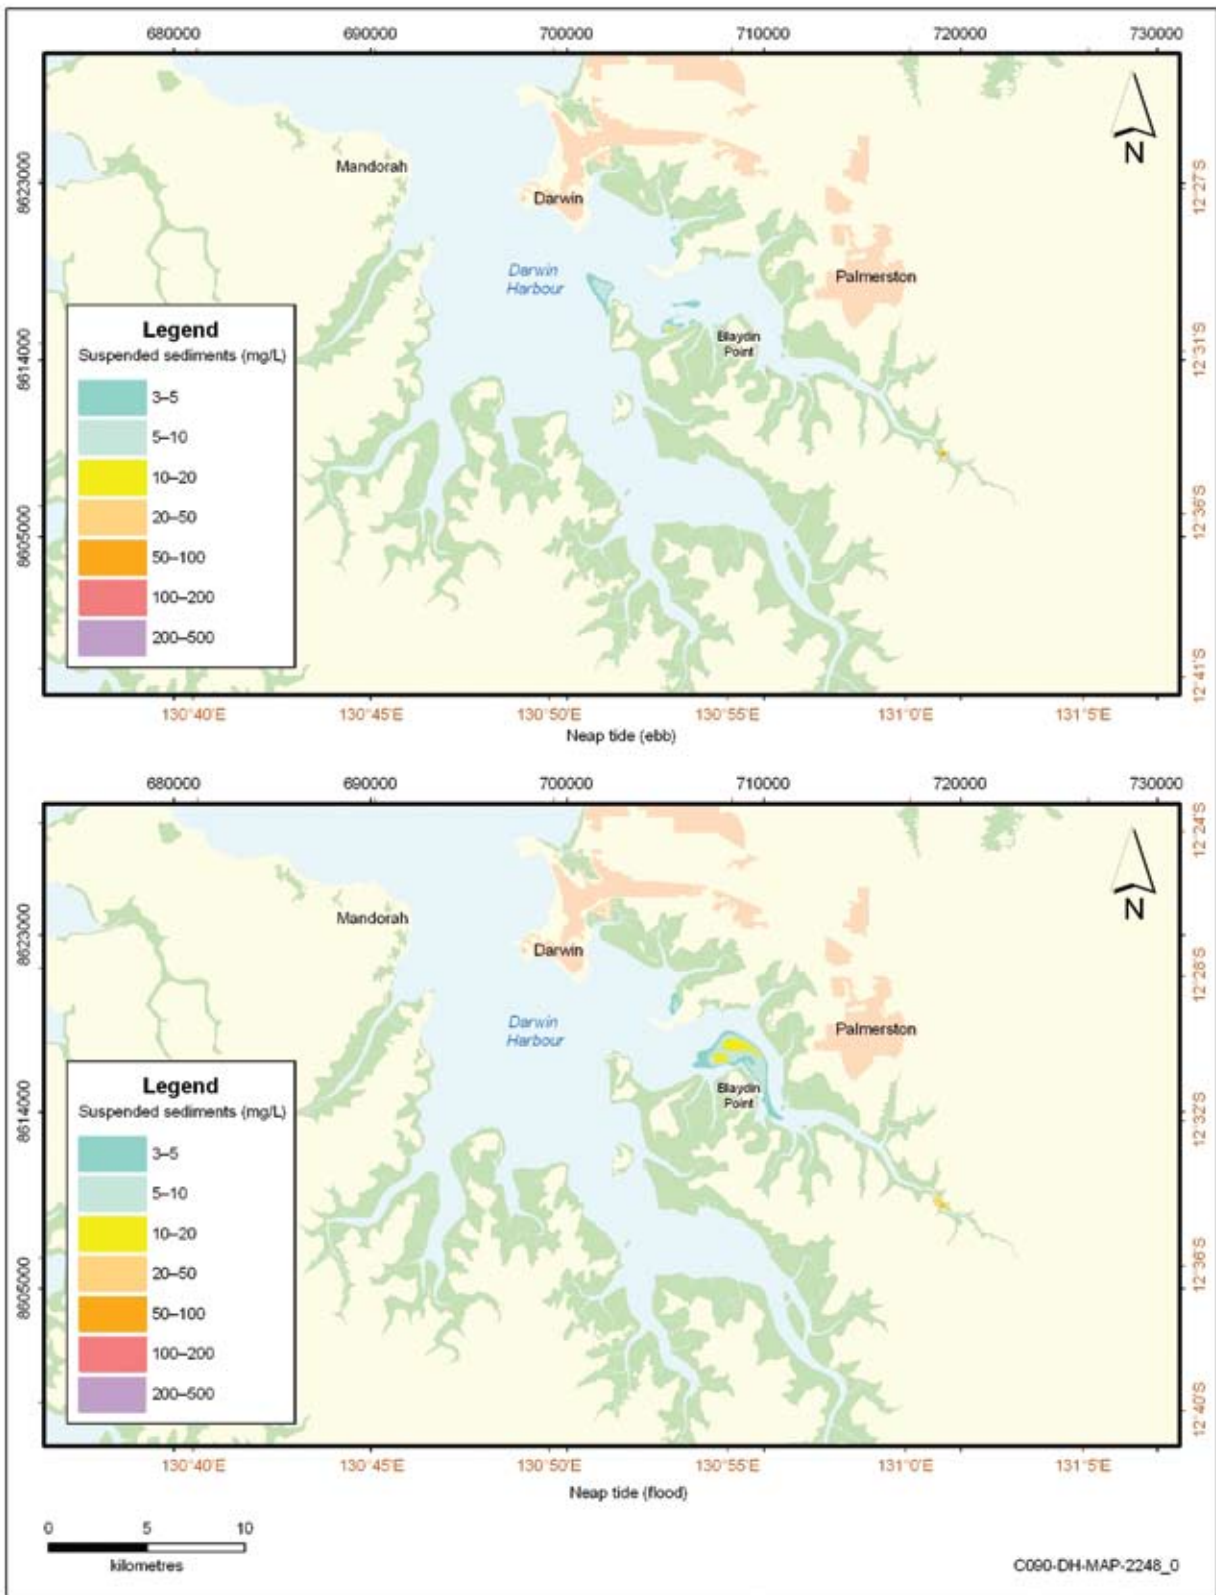 680000 690000 700000 710000 720000 730000
N
Mandorah
Darwin
Darwin
Harbour
Palmerston
Blaydin
Point
8623000
8614000
8605000
12°27'S
12°31'S
12°36'S
12°41'S
Legend
Suspended sediments (mg/L)
3–5
5–10
10–20
20–50
50–100
100–200
200–500
130°40'E 130°45'E 130°50'E 130°55'E 131°0'E 131°5'E
Neap tide (ebb)
680000 690000 700000 710000 720000 730000
N
Mandorah
Darwin
Darwin
Harbour
Palmerston
Blaydin
Point
8623000
8614000
8605000
12°24'S
12°28'S
12°32'S
12°36'S
12°40'S
Legend
Suspended sediments (mg/L)
3–5
5–10
10–20
20–50
50–100
100–200
200–500
130°40'E 130°45'E 130°50'E 130°55'E 131°0'E 131°5'E
Neap tide (flood)
0 5 10
kilometres
C090-DH-MAP-2248_0